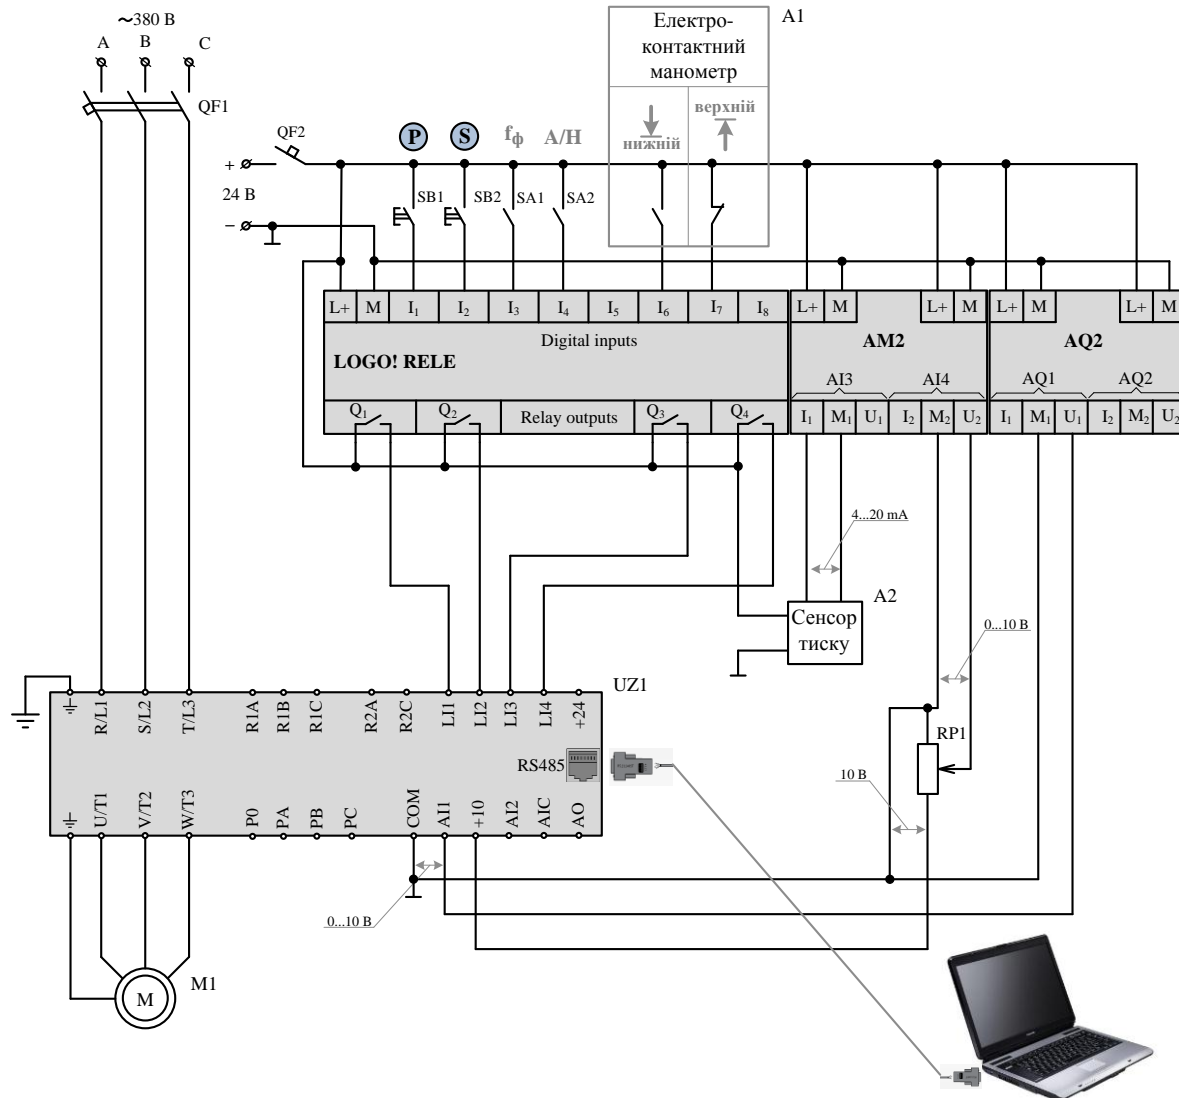 ~380 В
A B C
QF1
QF2
+
24 В
−
P S fф А/Н
SB1 SB2 SA1 SA2
Електро-
контактний
манометр
A1
нижній
верхній
L+ M I1 I2 I3 I4 I5 I6 I7 I8
Digital inputs
LOGO! RELE
Q1 Q2 Relay outputs Q3 Q4
L+ M L+ M
AM2
AI3 AI4
I1 M1 U1 I2 M2 U2
L+ M L+ M
AQ2
AQ1 AQ2
I1 M1 U1 I2 M2 U2
4...20 mA
A2
Сенсор
тиску
0...10 В
RP1
10 В
UZ1
R/L1 S/L2 T/L3 R1A R1B R1C R2A R2C LI1 LI2 LI3 LI4 +24
RS485
U/T1 V/T2 W/T3 P0 PA PB PC COM AI1 +10 AI2 AIC AO
0...10 В
M
M1